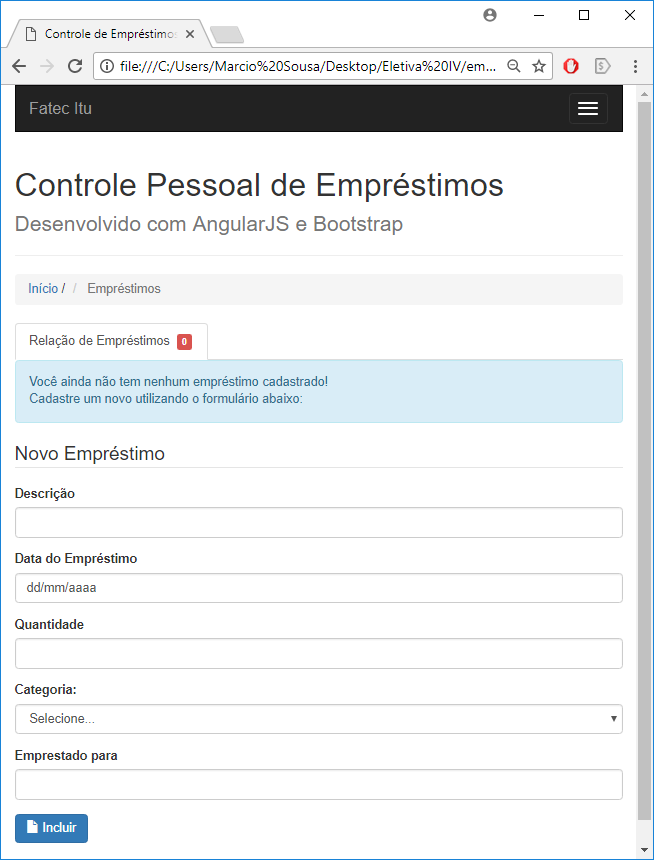 Controle de Empréstimos
file:///C:/Users/Marcio%20Sousa/Desktop/Eletiva%20IV/em...
Fatec Itu
Controle Pessoal de Empréstimos
Desenvolvido com AngularJS e Bootstrap
Início / / Empréstimos
Relação de Empréstimos 0
Você ainda não tem nenhum empréstimo cadastrado!
Cadastre um novo utilizando o formulário abaixo:
Novo Empréstimo
Descrição
Data do Empréstimo
dd/mm/aaaa
Quantidade
Categoria:
Selecione...
Emprestado para
Incluir